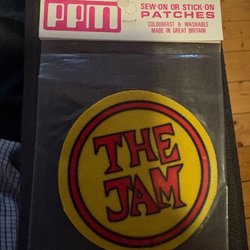 PPM
SEW-ON OR STICK-ON
PATCHES
COLOURFAST & WASHABLE
MADE IN GREAT BRITAIN
THE
JAM